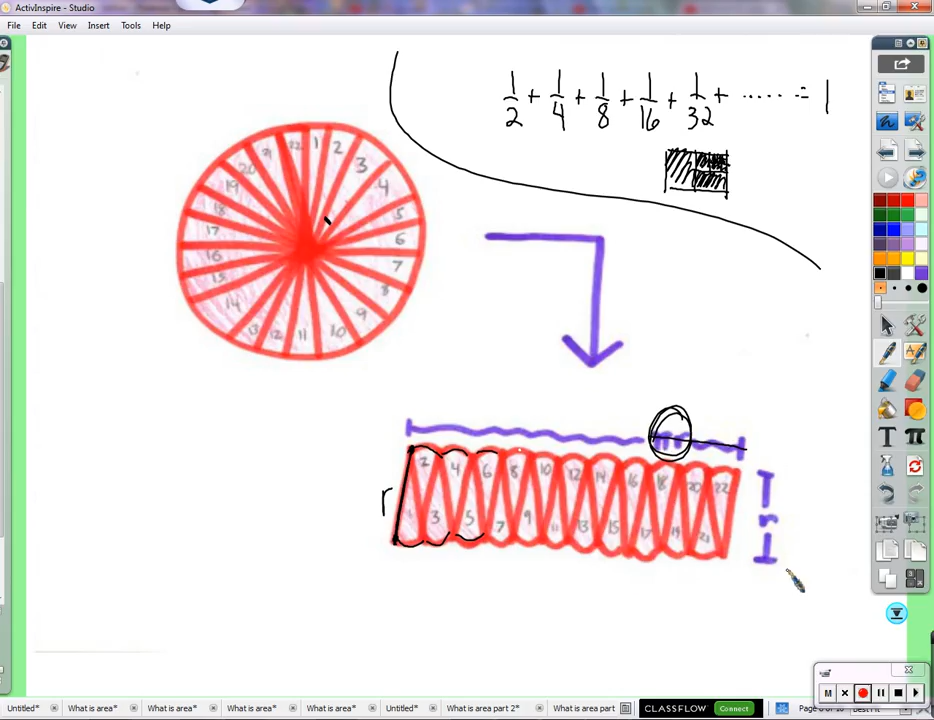 ActivInspire - Studio
File Edit View Insert Tools Help
1/2 + 1/4 + 1/8 + 1/16 + 1/32 + ...... = 1
1 2 3 4 5 6 7 8 9 10 11 12 13 14 15 16 17 18 19 20 21 22
2 4 6 8 10 12 14 16 18 20 22
r
1 3 5 7 9 11 13 15 17 19 21
r
T π
M
Untitled* What is area* What is area* What is area* What is area* Untitled* What is area part 2* What is area part CLASSFLOW Connect